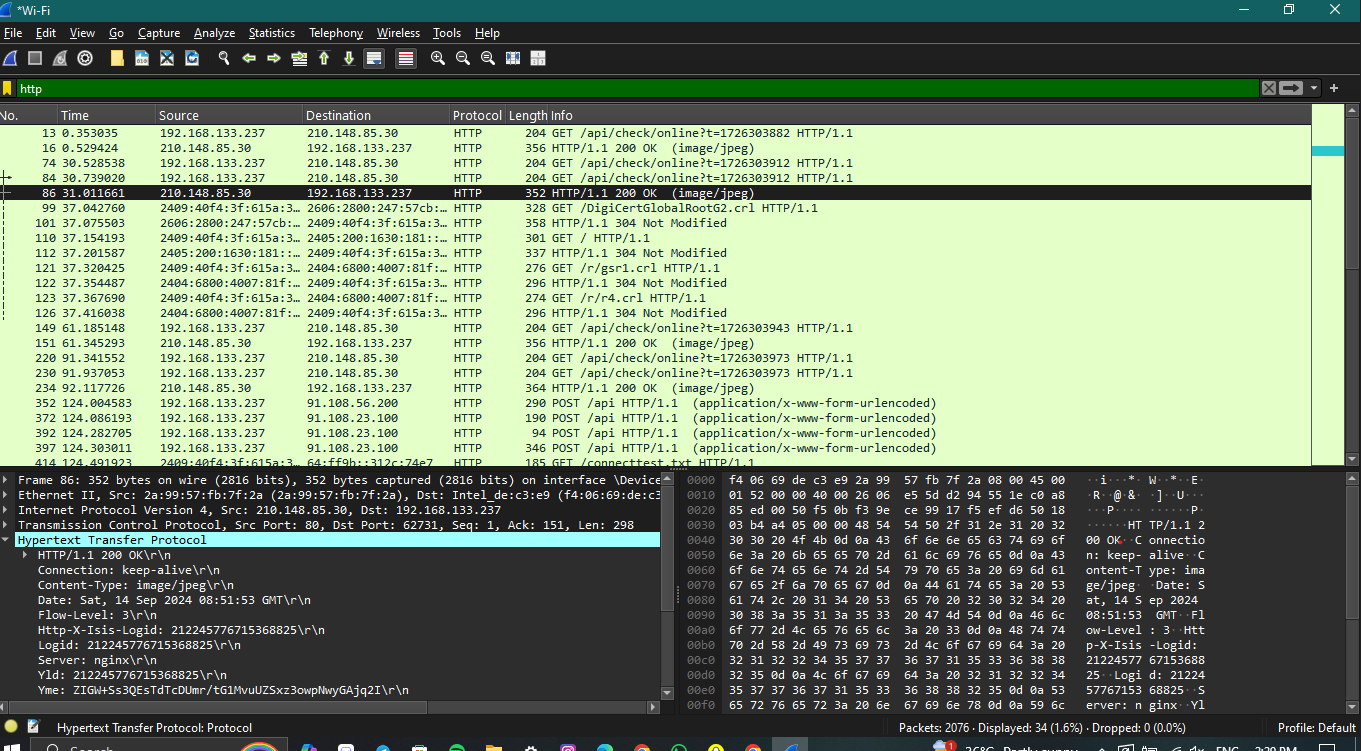 *Wi-Fi
File Edit View Go Capture Analyze Statistics Telephony Wireless Tools Help
http
No. Time Source Destination Protocol Length Info
13 0.353035 192.168.133.237 210.148.85.30 HTTP 204 GET /api/check/online?t=1726303882 HTTP/1.1
16 0.529424 210.148.85.30 192.168.133.237 HTTP 356 HTTP/1.1 200 OK (image/jpeg)
74 30.528538 192.168.133.237 210.148.85.30 HTTP 204 GET /api/check/online?t=1726303912 HTTP/1.1
84 30.739020 192.168.133.237 210.148.85.30 HTTP 204 GET /api/check/online?t=1726303912 HTTP/1.1
86 31.011661 210.148.85.30 192.168.133.237 HTTP 352 HTTP/1.1 200 OK (image/jpeg)
99 37.042760 2409:40f4:3f:615a:3… 2606:2800:247:57cb:… HTTP 328 GET /DigiCertGlobalRootG2.crl HTTP/1.1
101 37.075503 2606:2800:247:57cb:… 2409:40f4:3f:615a:3… HTTP 358 HTTP/1.1 304 Not Modified
110 37.154193 2409:40f4:3f:615a:3… 2405:200:1630:181::… HTTP 301 GET / HTTP/1.1
112 37.201587 2405:200:1630:181::… 2409:40f4:3f:615a:3… HTTP 337 HTTP/1.1 304 Not Modified
121 37.320425 2409:40f4:3f:615a:3… 2404:6800:4007:81f:… HTTP 276 GET /r/gsr1.crl HTTP/1.1
122 37.354487 2404:6800:4007:81f:… 2409:40f4:3f:615a:3… HTTP 296 HTTP/1.1 304 Not Modified
123 37.367690 2409:40f4:3f:615a:3… 2404:6800:4007:81f:… HTTP 274 GET /r/r4.crl HTTP/1.1
126 37.416038 2404:6800:4007:81f:… 2409:40f4:3f:615a:3… HTTP 296 HTTP/1.1 304 Not Modified
149 61.185148 192.168.133.237 210.148.85.30 HTTP 204 GET /api/check/online?t=1726303943 HTTP/1.1
151 61.345293 210.148.85.30 192.168.133.237 HTTP 356 HTTP/1.1 200 OK (image/jpeg)
220 91.341552 192.168.133.237 210.148.85.30 HTTP 204 GET /api/check/online?t=1726303973 HTTP/1.1
230 91.937053 192.168.133.237 210.148.85.30 HTTP 204 GET /api/check/online?t=1726303973 HTTP/1.1
234 92.117726 210.148.85.30 192.168.133.237 HTTP 364 HTTP/1.1 200 OK (image/jpeg)
352 124.004583 192.168.133.237 91.108.56.200 HTTP 290 POST /api HTTP/1.1 (application/x-www-form-urlencoded)
372 124.086193 192.168.133.237 91.108.23.100 HTTP 190 POST /api HTTP/1.1 (application/x-www-form-urlencoded)
392 124.282705 192.168.133.237 91.108.23.100 HTTP 94 POST /api HTTP/1.1 (application/x-www-form-urlencoded)
397 124.303011 192.168.133.237 91.108.23.100 HTTP 346 POST /api HTTP/1.1 (application/x-www-form-urlencoded)
414 124.491923 2409:40f4:3f:615a:3… 64:ff9b::312c:74e7 HTTP 185 GET /connecttest.txt HTTP/1.1
Frame 86: 352 bytes on wire (2816 bits), 352 bytes captured (2816 bits) on interface \Device
Ethernet II, Src: 2a:99:57:fb:7f:2a (2a:99:57:fb:7f:2a), Dst: Intel_de:c3:e9 (f4:06:69:de:c3
Internet Protocol Version 4, Src: 210.148.85.30, Dst: 192.168.133.237
Transmission Control Protocol, Src Port: 80, Dst Port: 62731, Seq: 1, Ack: 151, Len: 298
Hypertext Transfer Protocol
HTTP/1.1 200 OK\r\n
Connection: keep-alive\r\n
Content-Type: image/jpeg\r\n
Date: Sat, 14 Sep 2024 08:51:53 GMT\r\n
Flow-Level: 3\r\n
Http-X-Isis-Logid: 212245776715368825\r\n
Logid: 212245776715368825\r\n
Server: nginx\r\n
Yld: 212245776715368825\r\n
Yme: ZIGW+Ss3QEsTdTcDUmr/tG1MvuUZSxz3owpNwyGAjq2I\r\n
0000 f4 06 69 de c3 e9 2a 99 57 fb 7f 2a 08 00 45 00 ··i···*· W··*··E·
0010 01 52 00 00 40 00 26 06 e5 5d d2 94 55 1e c0 a8 ·R··@·&· ·]··U···
0020 85 ed 00 50 f5 0b f3 9e ce 99 17 f5 ef d6 50 18 ···P···· ······P·
0030 03 b4 a4 05 00 00 48 54 54 50 2f 31 2e 31 20 32 ······HT TP/1.1 2
0040 30 30 20 4f 4b 0d 0a 43 6f 6e 6e 65 63 74 69 6f 00 OK··C onnectio
0050 6e 3a 20 6b 65 65 70 2d 61 6c 69 76 65 0d 0a 43 n: keep- alive··C
0060 6f 6e 74 65 6e 74 2d 54 79 70 65 3a 20 69 6d 61 ontent-T ype: ima
0070 67 65 2f 6a 70 65 67 0d 0a 44 61 74 65 3a 20 53 ge/jpeg· ·Date: S
0080 61 74 2c 20 31 34 20 53 65 70 20 32 30 32 34 20 at, 14 S ep 2024
0090 30 38 3a 35 31 3a 35 33 20 47 4d 54 0d 0a 46 6c 08:51:53 GMT··Fl
00a0 6f 77 2d 4c 65 76 65 6c 3a 20 33 0d 0a 48 74 74 ow-Level : 3··Htt
00b0 70 2d 58 2d 49 73 69 73 2d 4c 6f 67 69 64 3a 20 p-X-Isis -Logid:
00c0 32 31 32 32 34 35 37 37 36 37 31 35 33 36 38 38 21224577 67153688
00d0 32 35 0d 0a 4c 6f 67 69 64 3a 20 32 31 32 32 34 25··Logi d: 21224
00e0 35 37 37 36 37 31 35 33 36 38 38 32 35 0d 0a 53 57767153 68825··S
00f0 65 72 76 65 72 3a 20 6e 67 69 6e 78 0d 0a 59 6c erver: n ginx··Yl
Hypertext Transfer Protocol: Protocol
Packets: 2076 · Displayed: 34 (1.6%) · Dropped: 0 (0.0%)
Profile: Default
Search